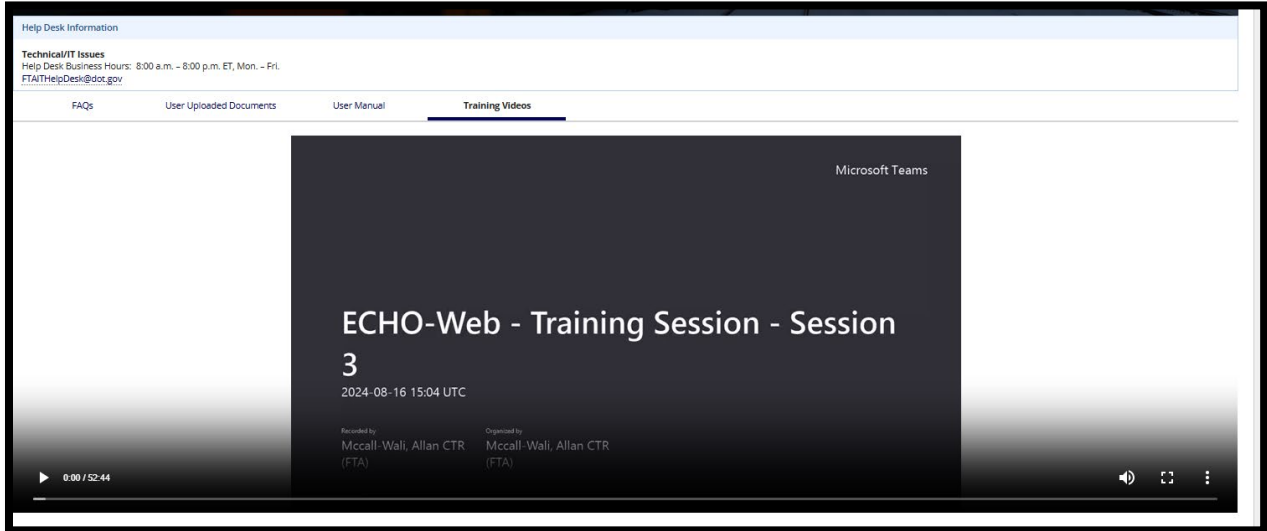 Help Desk Information
Technical/IT Issues
Help Desk Business Hours: 8:00 a.m. – 8:00 p.m. ET, Mon. – Fri.
FTAITHelpDesk@dot.gov
FAQs User Uploaded Documents User Manual Training Videos
Microsoft Teams
ECHO-Web - Training Session - Session
3
2024-08-16 15:04 UTC
Recorded by Organized by
Mccall-Wali, Allan CTR Mccall-Wali, Allan CTR
(FTA) (FTA)
0:00 / 52:44